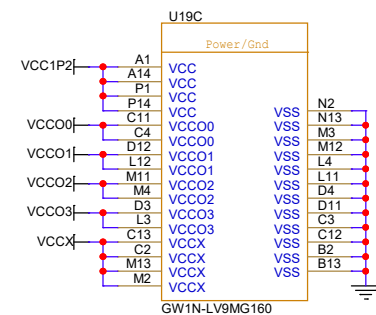 U19C
Power/Gnd
VCC1P2 A1 VCC
A14 VCC
P1 VCC
P14 VCC
VCCO0 C11 VCCO0
C4 VCCO0 VSS N2
VCCO1 D12 VCCO1 VSS N13
L12 VCCO1 VSS M3
VCCO2 M11 VCCO2 VSS M12
M4 VCCO2 VSS L4
VCCO3 D3 VCCO3 VSS L11
L3 VCCO3 VSS D4
VCCX C13 VCCX VSS D11
C2 VCCX VSS C3
M13 VCCX VSS C12
M2 VCCX VSS B2
VSS B13
GW1N-LV9MG160